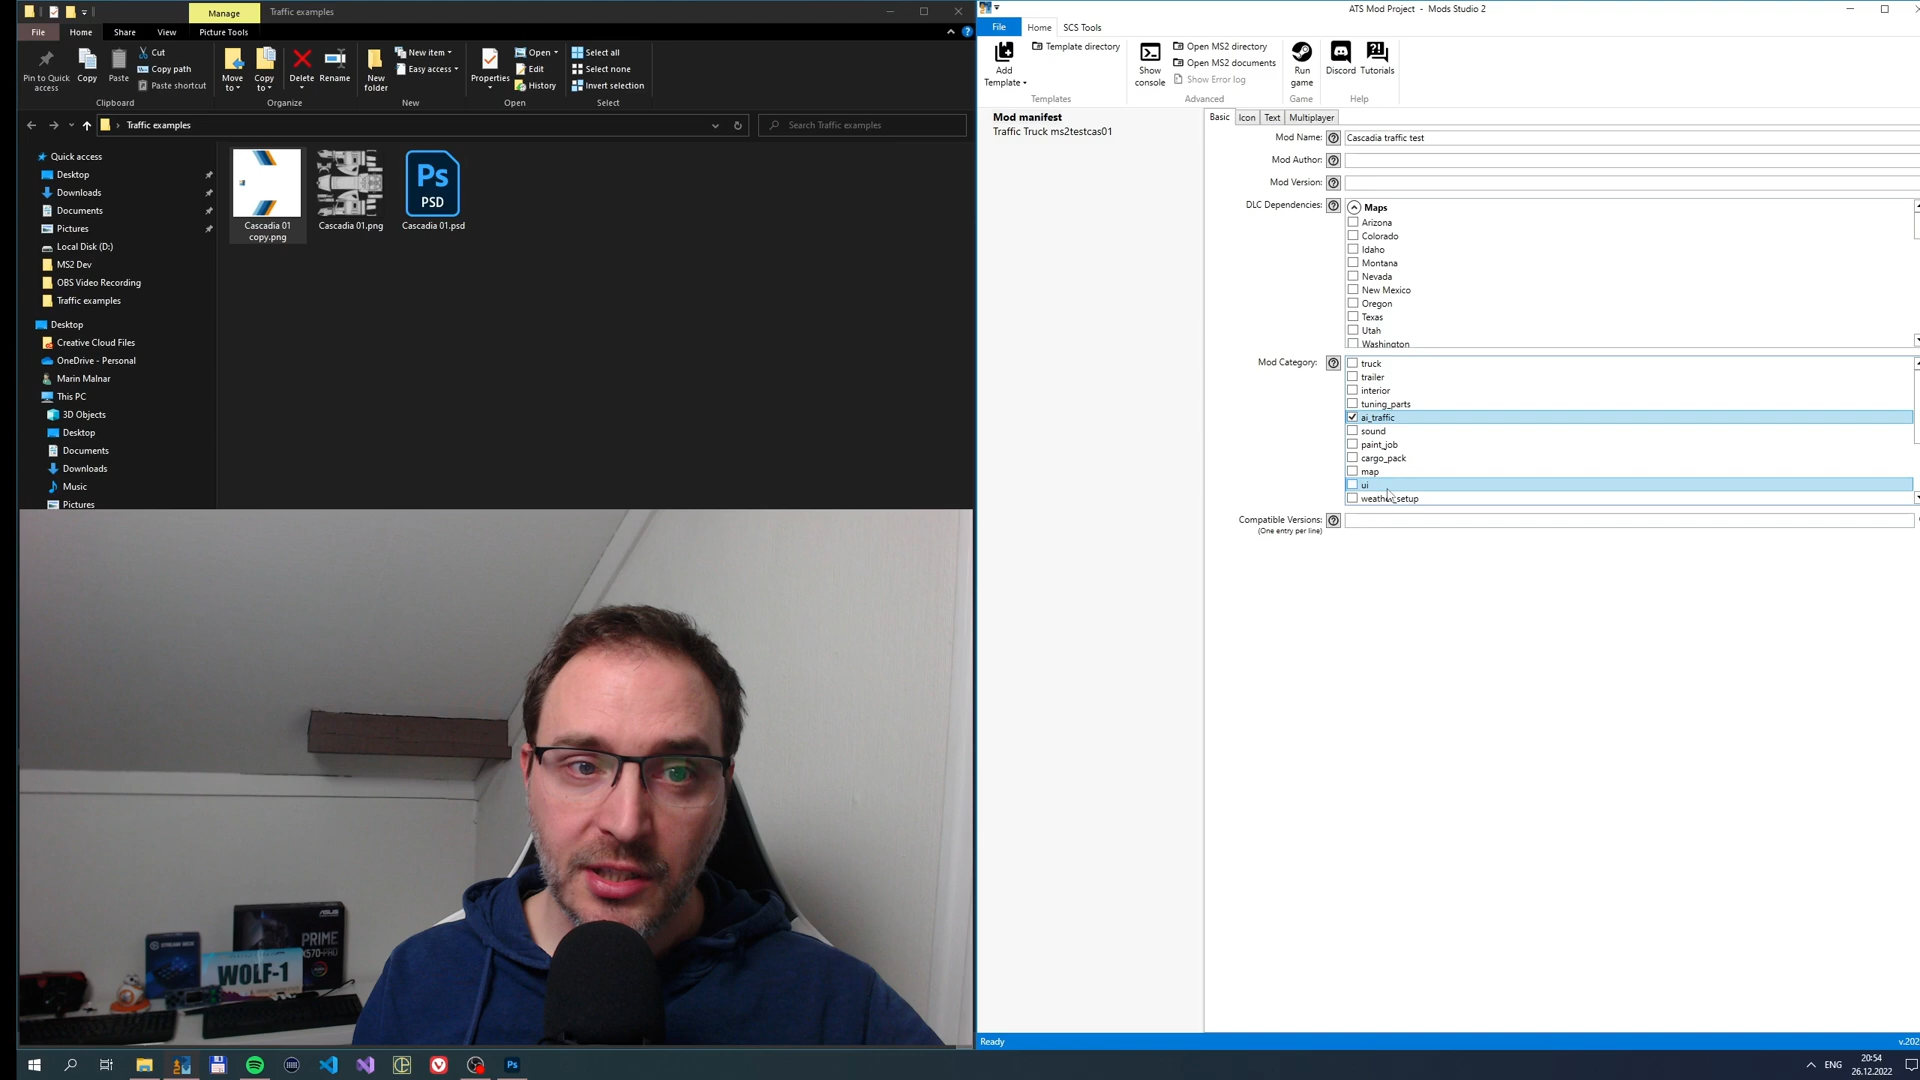 Manage
Traffic examples
File
Home
Share
View
Picture Tools
Pin to Quick access
Copy
Paste
Cut
Copy path
Paste shortcut
Clipboard
Move to
Copy to
Delete
Rename
Organize
New folder
New item
Easy access
New
Properties
Open
Edit
History
Open
Select all
Select none
Invert selection
Select
Traffic examples
Search Traffic examples
Quick access
Desktop
Downloads
Documents
Pictures
Local Disk (D:)
MS2 Dev
OBS Video Recording
Traffic examples
Desktop
Creative Cloud Files
OneDrive - Personal
Marin Malnar
This PC
3D Objects
Desktop
Documents
Downloads
Music
Pictures
Cascadia 01 copy.png
Cascadia 01.png
Ps
PSD
Cascadia 01.psd
ASUS
PRIME
X570-PRO
WOLF-1
ATS Mod Project - Mods Studio 2
File
Home
SCS Tools
Add Template
Template directory
Templates
Show console
Open MS2 directory
Open MS2 documents
Show Error log
Advanced
Run game
Game
Discord
Tutorials
Help
Mod manifest
Traffic Truck ms2testcas01
Basic
Icon
Text
Multiplayer
Mod Name:
Cascadia traffic test
Mod Author:
Mod Version:
DLC Dependencies:
Maps
Arizona
Colorado
Idaho
Montana
Nevada
New Mexico
Oregon
Texas
Utah
Washington
Mod Category:
truck
trailer
interior
tuning_parts
ai_traffic
sound
paint_job
cargo_pack
map
ui
weather_setup
Compatible Versions:
(One entry per line)
Ready
v.202
Ps
ENG
20:54
26.12.2022